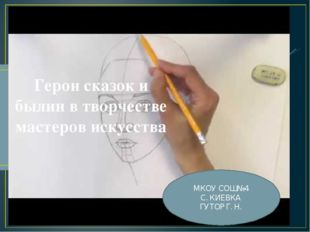 Герои сказок и
былин в творчестве
мастеров искусства
МКОУ СОШ№4
С. КИЕВКА
ГУТОР Г. Н.